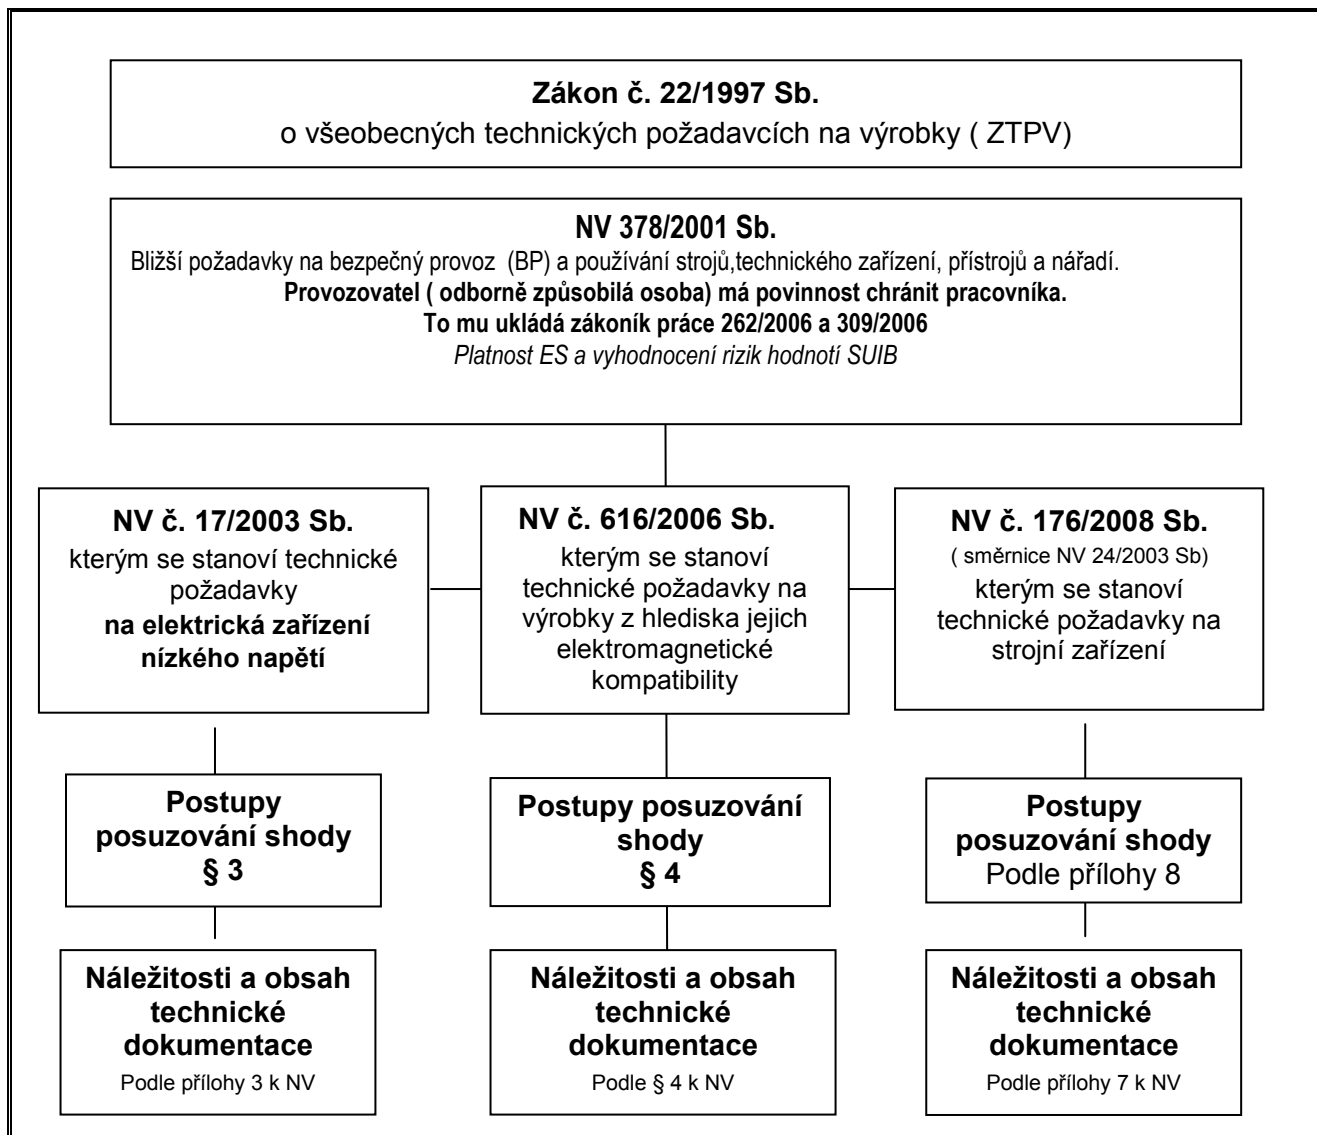 Zákon č. 22/1997 Sb.
o všeobecných technických požadavcích na výrobky ( ZTPV)
NV 378/2001 Sb.
Bližší požadavky na bezpečný provoz (BP) a používání strojů,technického zařízení, přístrojů a nářadí.
Provozovatel ( odborně způsobilá osoba) má povinnost chránit pracovníka.
To mu ukládá zákoník práce 262/2006 a 309/2006
Platnost ES a vyhodnocení rizik hodnotí SUIB
NV č. 17/2003 Sb.
kterým se stanoví technické
požadavky
na elektrická zařízení
nízkého napětí
NV č. 616/2006 Sb.
kterým se stanoví
technické požadavky na
výrobky z hlediska jejich
elektromagnetické
kompatibility
NV č. 176/2008 Sb.
( směrnice NV 24/2003 Sb)
kterým se stanoví
technické požadavky na
strojní zařízení
Postupy
posuzování shody
§ 3
Postupy posuzování
shody
§ 4
Postupy
posuzování shody
Podle přílohy 8
Náležitosti a obsah
technické
dokumentace
Podle přílohy 3 k NV
Náležitosti a obsah
technické
dokumentace
Podle § 4 k NV
Náležitosti a obsah
technické
dokumentace
Podle přílohy 7 k NV